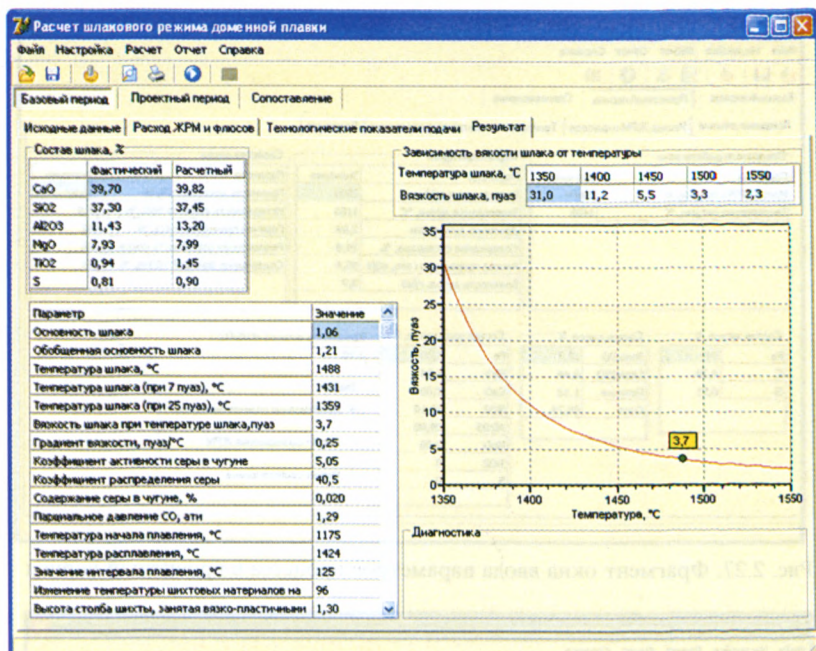 Расчет шлакового режима доменной плавки
Файл Настройка Расчет Отчет Справка
Базовый период Проектный период Сопоставление
Исходные данные Расход ЖРМ и флюсов Технологические показатели подачи Результат
Состав шлака, %
Фактический Расчетный
CaO 39,70 39,82
SiO2 37,30 37,45
Al2O3 11,43 13,20
MgO 7,93 7,99
TiO2 0,94 1,45
S 0,81 0,90
Параметр Значение
Основность шлака 1,06
Обобщенная основность шлака 1,21
Температура шлака, °C 1488
Температура шлака (при 7 пуаз), °C 1431
Температура шлака (при 25 пуаз), °C 1359
Вязкость шлака при температуре шлака,пуаз 3,7
Градиент вязкости, пуаз/°C 0,25
Коэффициент активности серы в чугуне 5,05
Коэффициент распределения серы 40,5
Содержание серы в чугуне, % 0,020
Парциальное давление CO, ати 1,29
Температура начала плавления, °C 1175
Температура расплавления, °C 1424
Значение интервала плавления, °C 125
Изменение температуры шихтовых материалов на 96
Высота столба шихты, занятая вязко-пластичными 1,30
Зависимость вязкости шлака от температуры
Температура шлака, °C 1350 1400 1450 1500 1550
Вязкость шлака, пуаз 31,0 11,2 5,5 3,3 2,3
35
30
25
20
15
10
5
0
Вязкость, пуаз
3,7
1350 1400 1450 1500 1550
Температура, °C
Диагностика